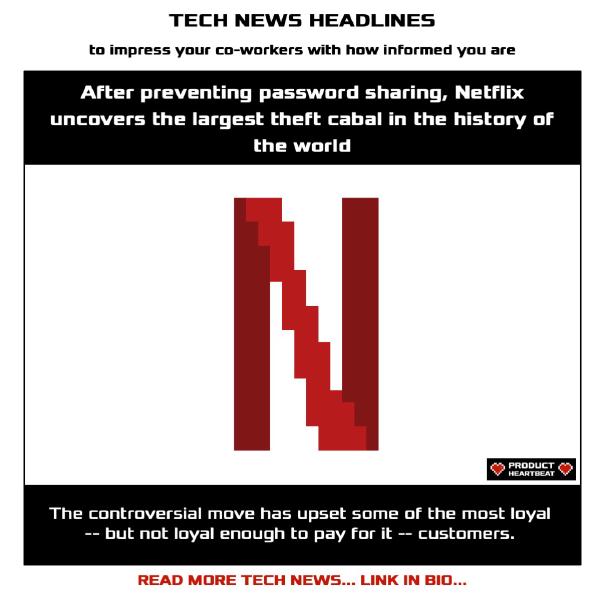 TECH NEWS HEADLINES
to impress your co-workers with how informed you are
After preventing password sharing, Netflix
uncovers the largest theft cabal in the history of
the world
N
PRODUCT
HEARTBEAT
The controversial move has upset some of the most loyal
-- but not loyal enough to pay for it -- customers.
READ MORE TECH NEWS... LINK IN BIO...